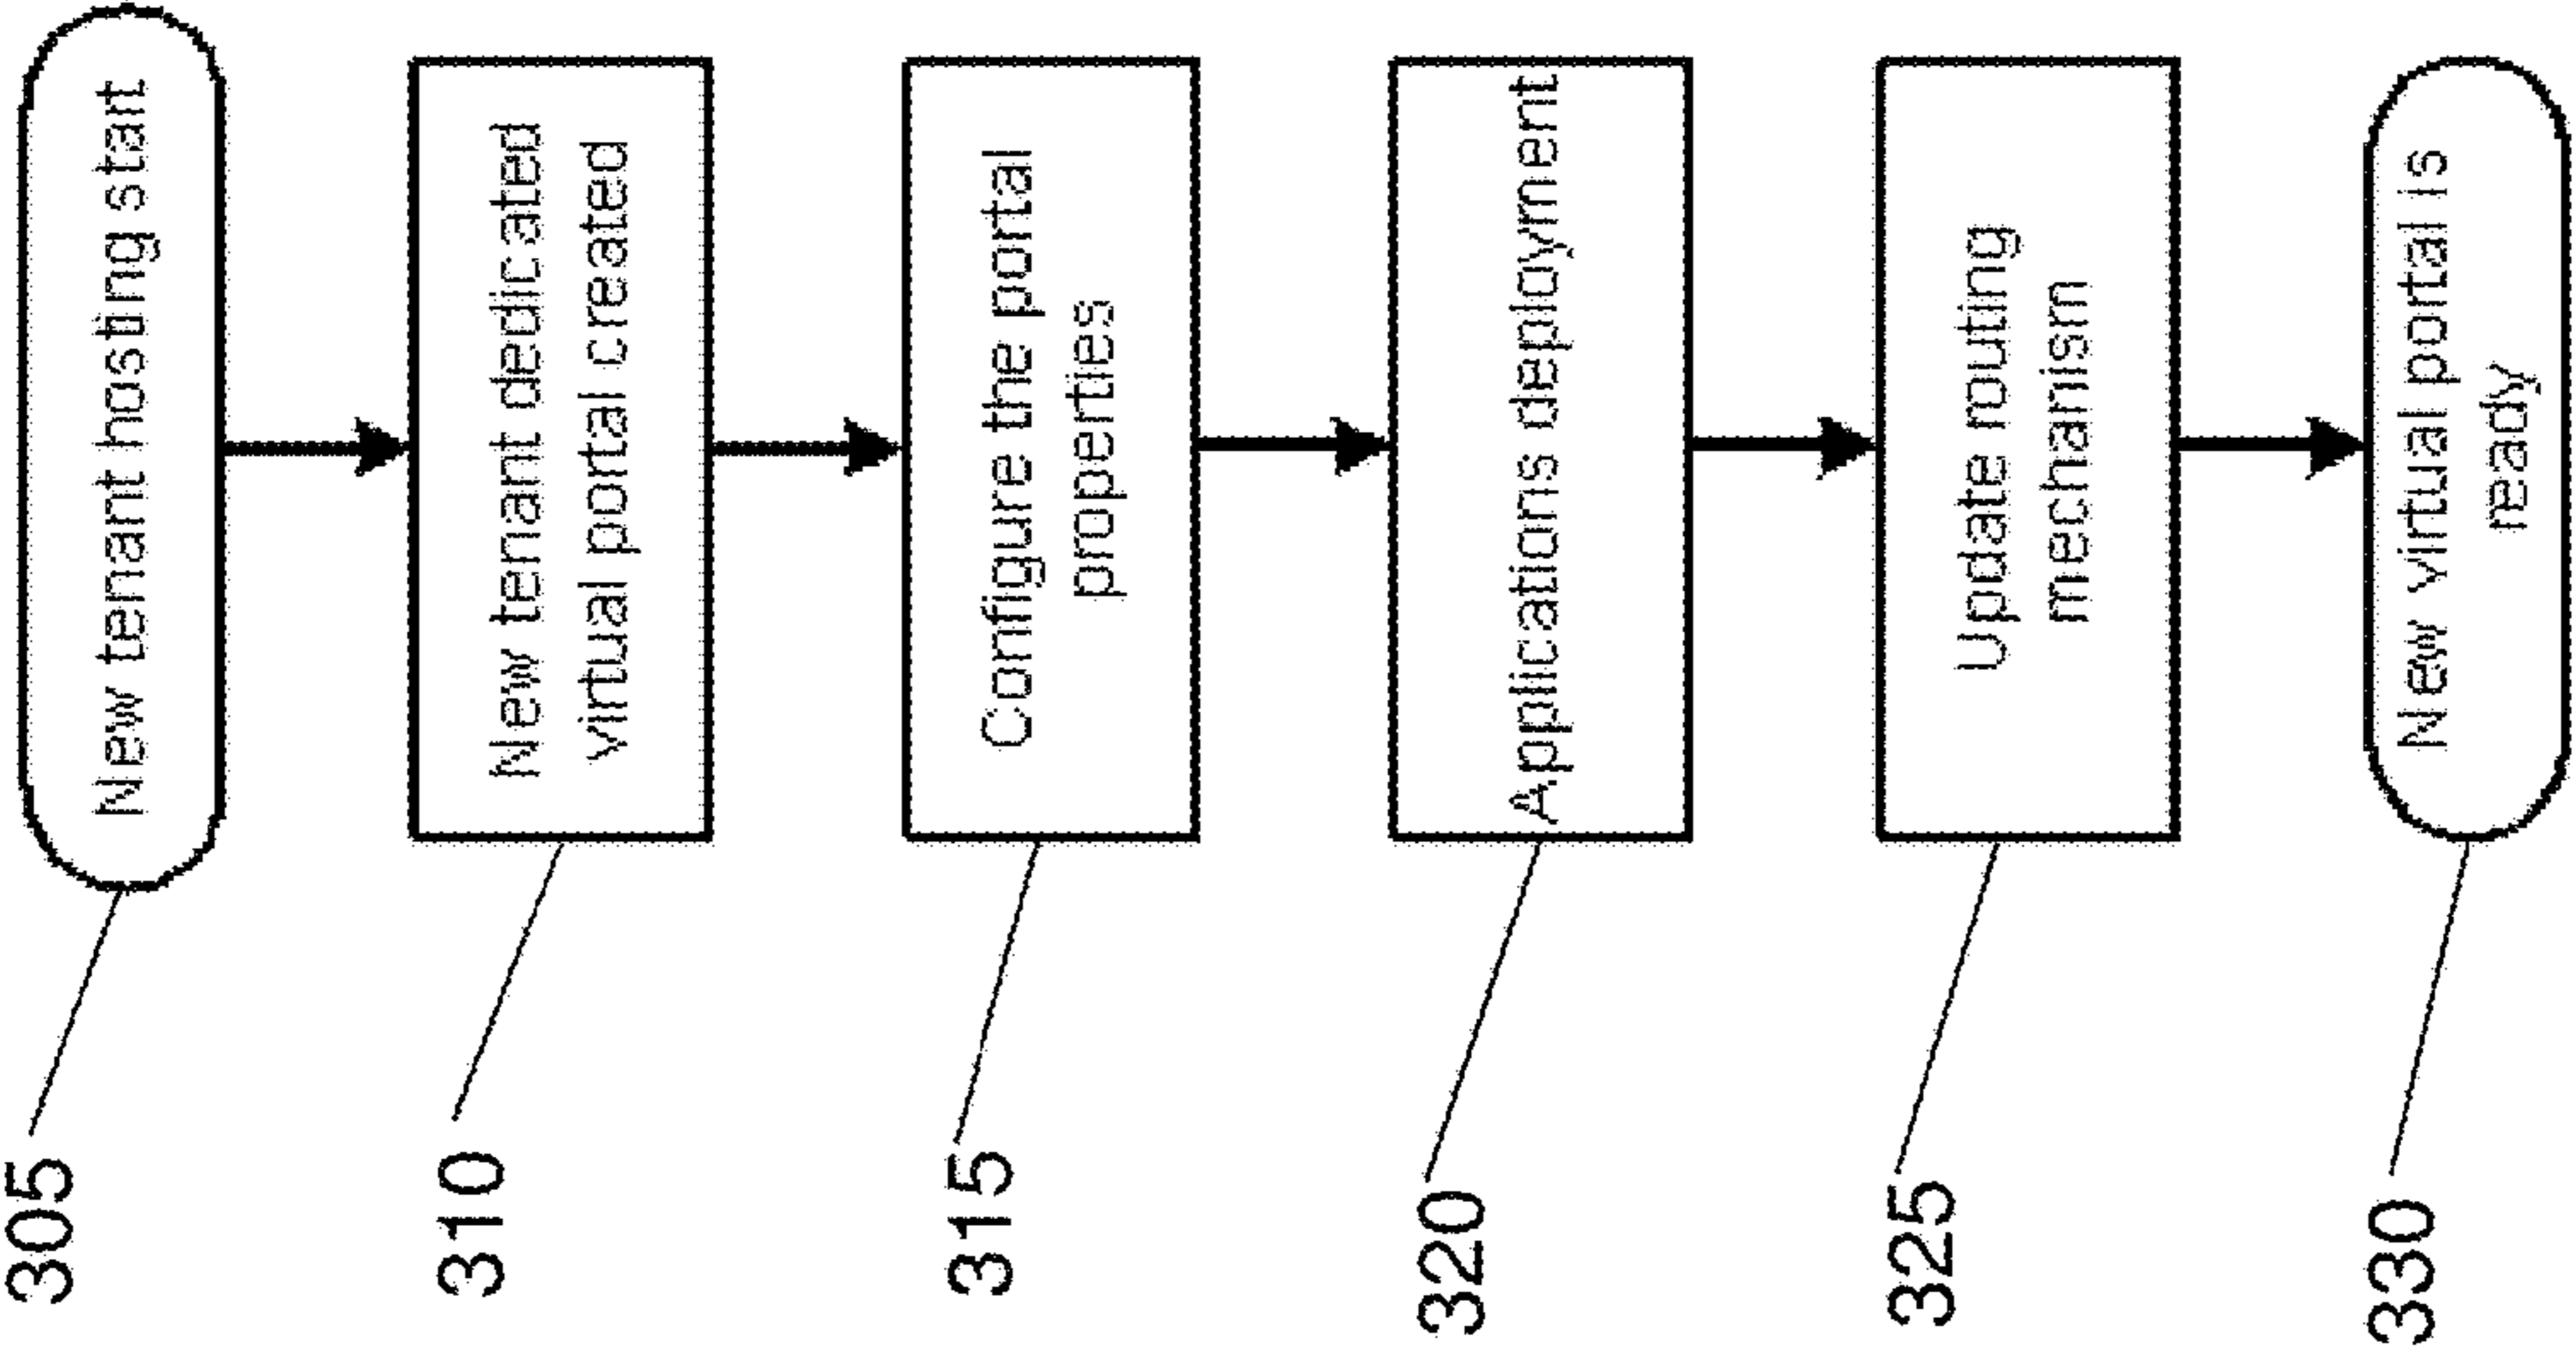 305
New tenant hosting start
310
New tenant dedicated
virtual portal created
315
Configure the portal
properties
320
Applications deployment
325
Update routing
mechanism
330
New virtual portal is
ready